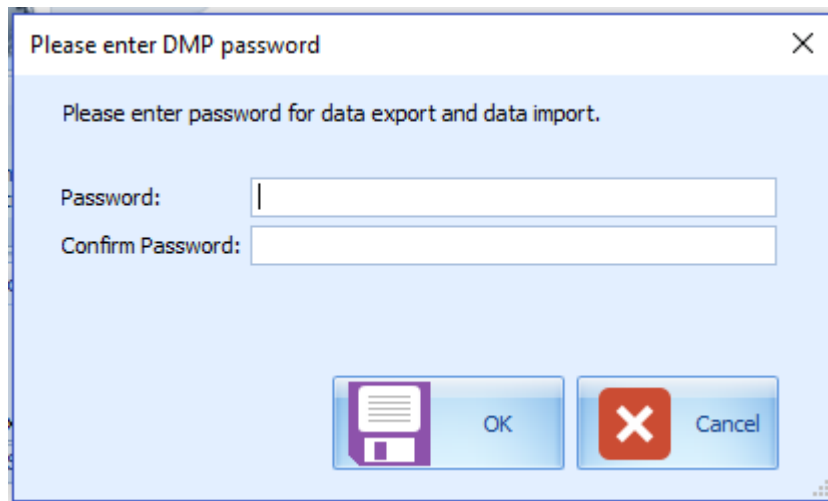 Please enter DMP password
Please enter password for data export and data import.
Password:
Confirm Password:
OK
Cancel